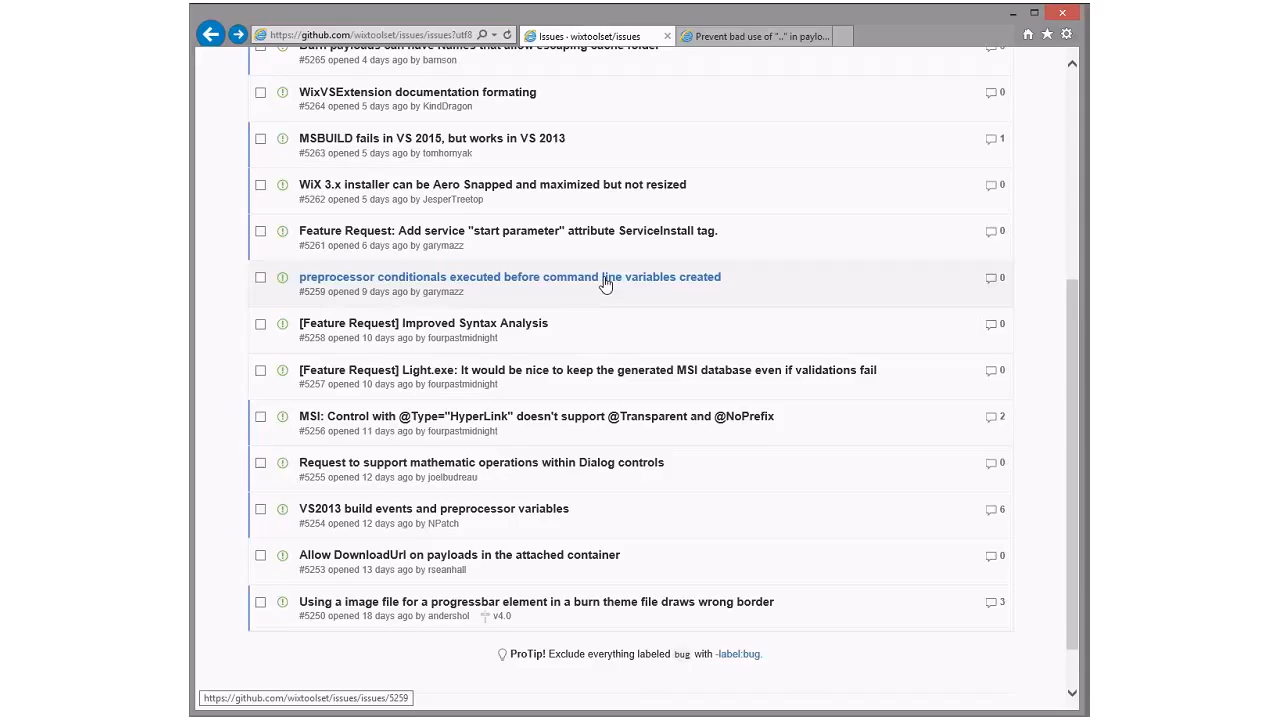 https://github.com/wixtoolset/issues/issues?utf8
Issues · wixtoolset/issues
Prevent bad use of ".." in paylo...
Burn payloads can have Names that allow escaping cache folder
#5265 opened 4 days ago by barnson
WixVSExtension documentation formating
0
#5264 opened 5 days ago by KindDragon
MSBUILD fails in VS 2015, but works in VS 2013
1
#5263 opened 5 days ago by tomhornyak
WiX 3.x installer can be Aero Snapped and maximized but not resized
0
#5262 opened 5 days ago by JesperTreetop
Feature Request: Add service "start parameter" attribute ServiceInstall tag.
0
#5261 opened 6 days ago by garymazz
preprocessor conditionals executed before command line variables created
0
#5259 opened 9 days ago by garymazz
[Feature Request] Improved Syntax Analysis
0
#5258 opened 10 days ago by fourpastmidnight
[Feature Request] Light.exe: It would be nice to keep the generated MSI database even if validations fail
0
#5257 opened 10 days ago by fourpastmidnight
MSI: Control with @Type="HyperLink" doesn't support @Transparent and @NoPrefix
2
#5256 opened 11 days ago by fourpastmidnight
Request to support mathematic operations within Dialog controls
0
#5255 opened 12 days ago by joelbudreau
VS2013 build events and preprocessor variables
6
#5254 opened 12 days ago by NPatch
Allow DownloadUrl on payloads in the attached container
0
#5253 opened 13 days ago by rseanhall
Using a image file for a progressbar element in a burn theme file draws wrong border
3
#5250 opened 18 days ago by andershol v4.0
ProTip! Exclude everything labeled bug with -label:bug.
https://github.com/wixtoolset/issues/issues/5259